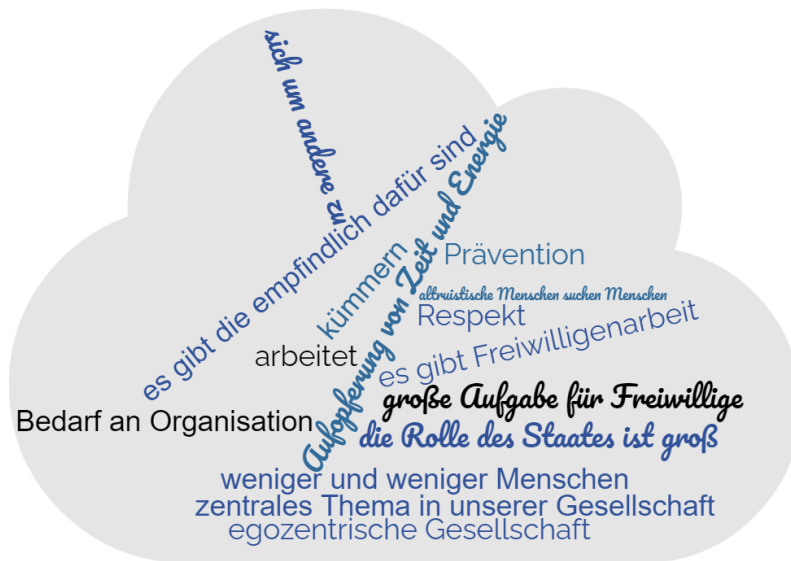 sich um andere zu
es gibt die empfindlich dafür sind
Aufopferung von Zeit und Energie
kümmern
Prävention
altruistische Menschen suchen Menschen
Respekt
es gibt Freiwilligenarbeit
arbeitet
große Aufgabe für Freiwillige
Bedarf an Organisation
die Rolle des Staates ist groß
weniger und weniger Menschen
zentrales Thema in unserer Gesellschaft
egozentrische Gesellschaft